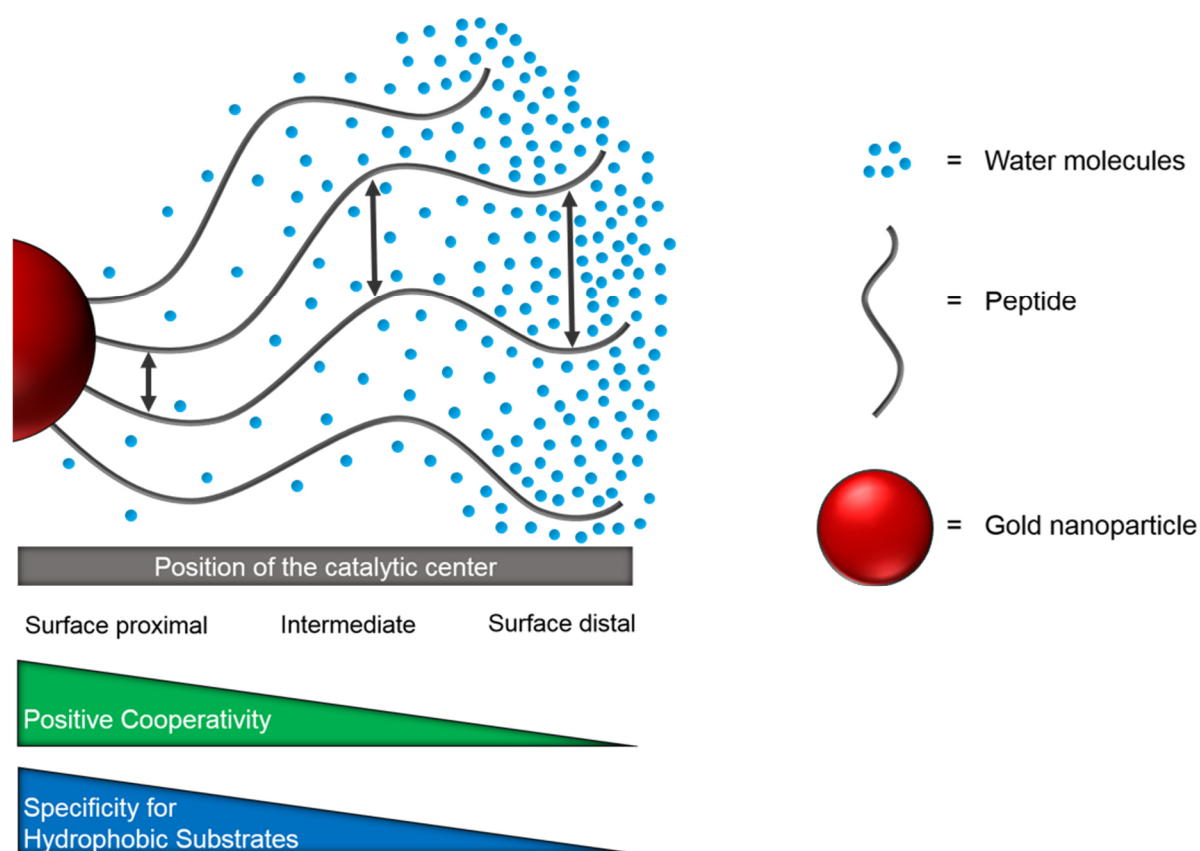 = Water molecules
= Peptide
= Gold nanoparticle
Position of the catalytic center
Surface proximal Intermediate Surface distal
Positive Cooperativity
Specificity for
Hydrophobic Substrates